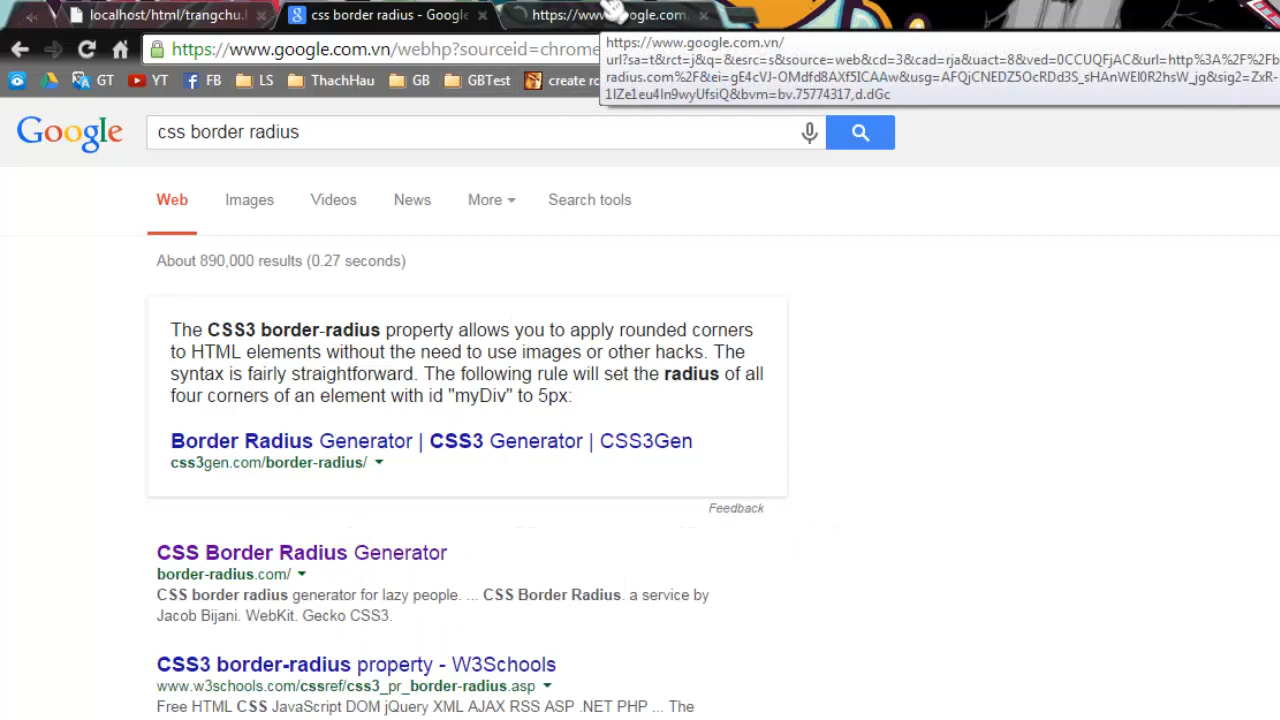 localhost/html/trangchu.l
css border radius - Google
https://www.google.com.
https://www.google.com.vn/webhp?sourceid=chrome
https://www.google.com.vn/
url?sa=t&rct=j&q=&esrc=s&source=web&cd=3&cad=rja&uact=8&ved=0CCUQFjAC&url=http%3A%2F%2Fb
radius.com%2F&ei=gE4cVJ-OMdfd8AXf5ICAAw&usg=AFQjCNEDZ5OcRDd3S_sHAnWEl0R2hsW_jg&sig2=ZxR-
1IZe1eu4In9wyUfsiQ&bvm=bv.75774317,d.dGc
GT YT FB LS ThachHau GB GBTest create ro
Google css border radius
Web Images Videos News More Search tools
About 890,000 results (0.27 seconds)
The CSS3 border-radius property allows you to apply rounded corners
to HTML elements without the need to use images or other hacks. The
syntax is fairly straightforward. The following rule will set the radius of all
four corners of an element with id "myDiv" to 5px:
Border Radius Generator | CSS3 Generator | CSS3Gen
css3gen.com/border-radius/
Feedback
CSS Border Radius Generator
border-radius.com/
CSS border radius generator for lazy people. ... CSS Border Radius. a service by
Jacob Bijani. WebKit. Gecko CSS3.
CSS3 border-radius property - W3Schools
www.w3schools.com/cssref/css3_pr_border-radius.asp
Free HTML CSS JavaScript DOM jQuery XML AJAX RSS ASP .NET PHP ... The